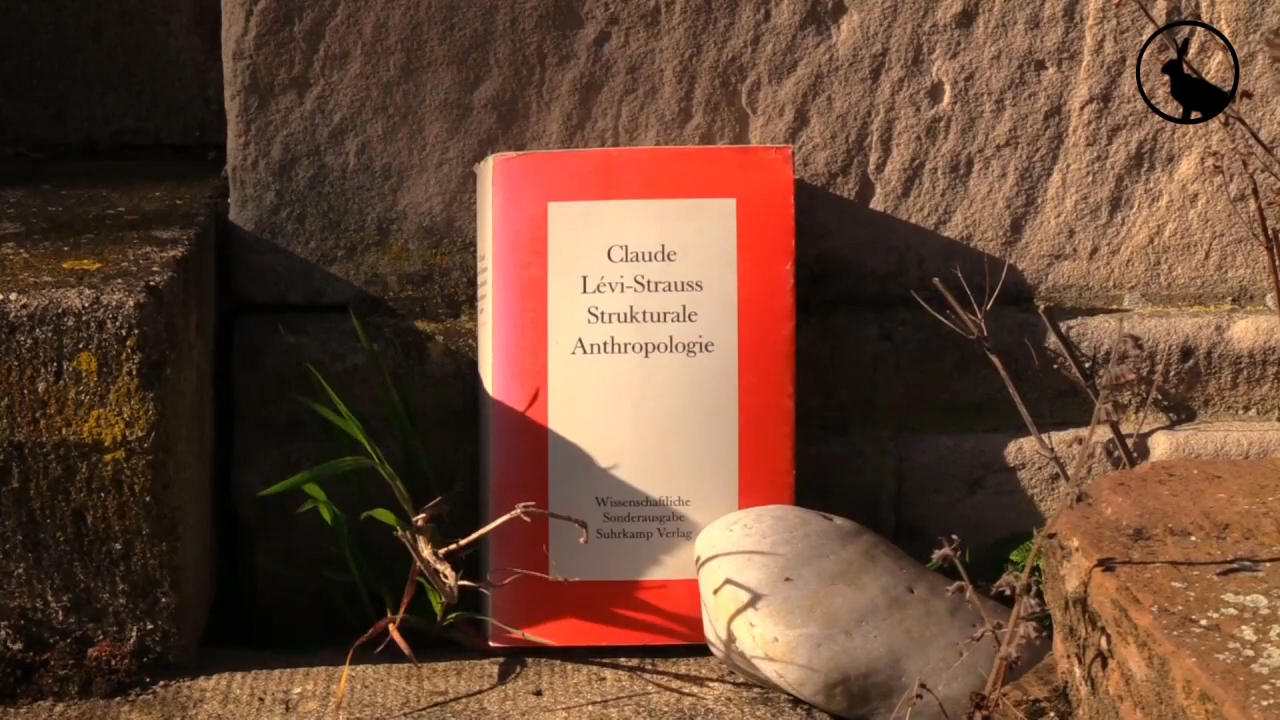 Claude
Lévi-Strauss
Strukturale
Anthropologie
Wissenschaftliche
Sonderausgabe
Suhrkamp Verlag